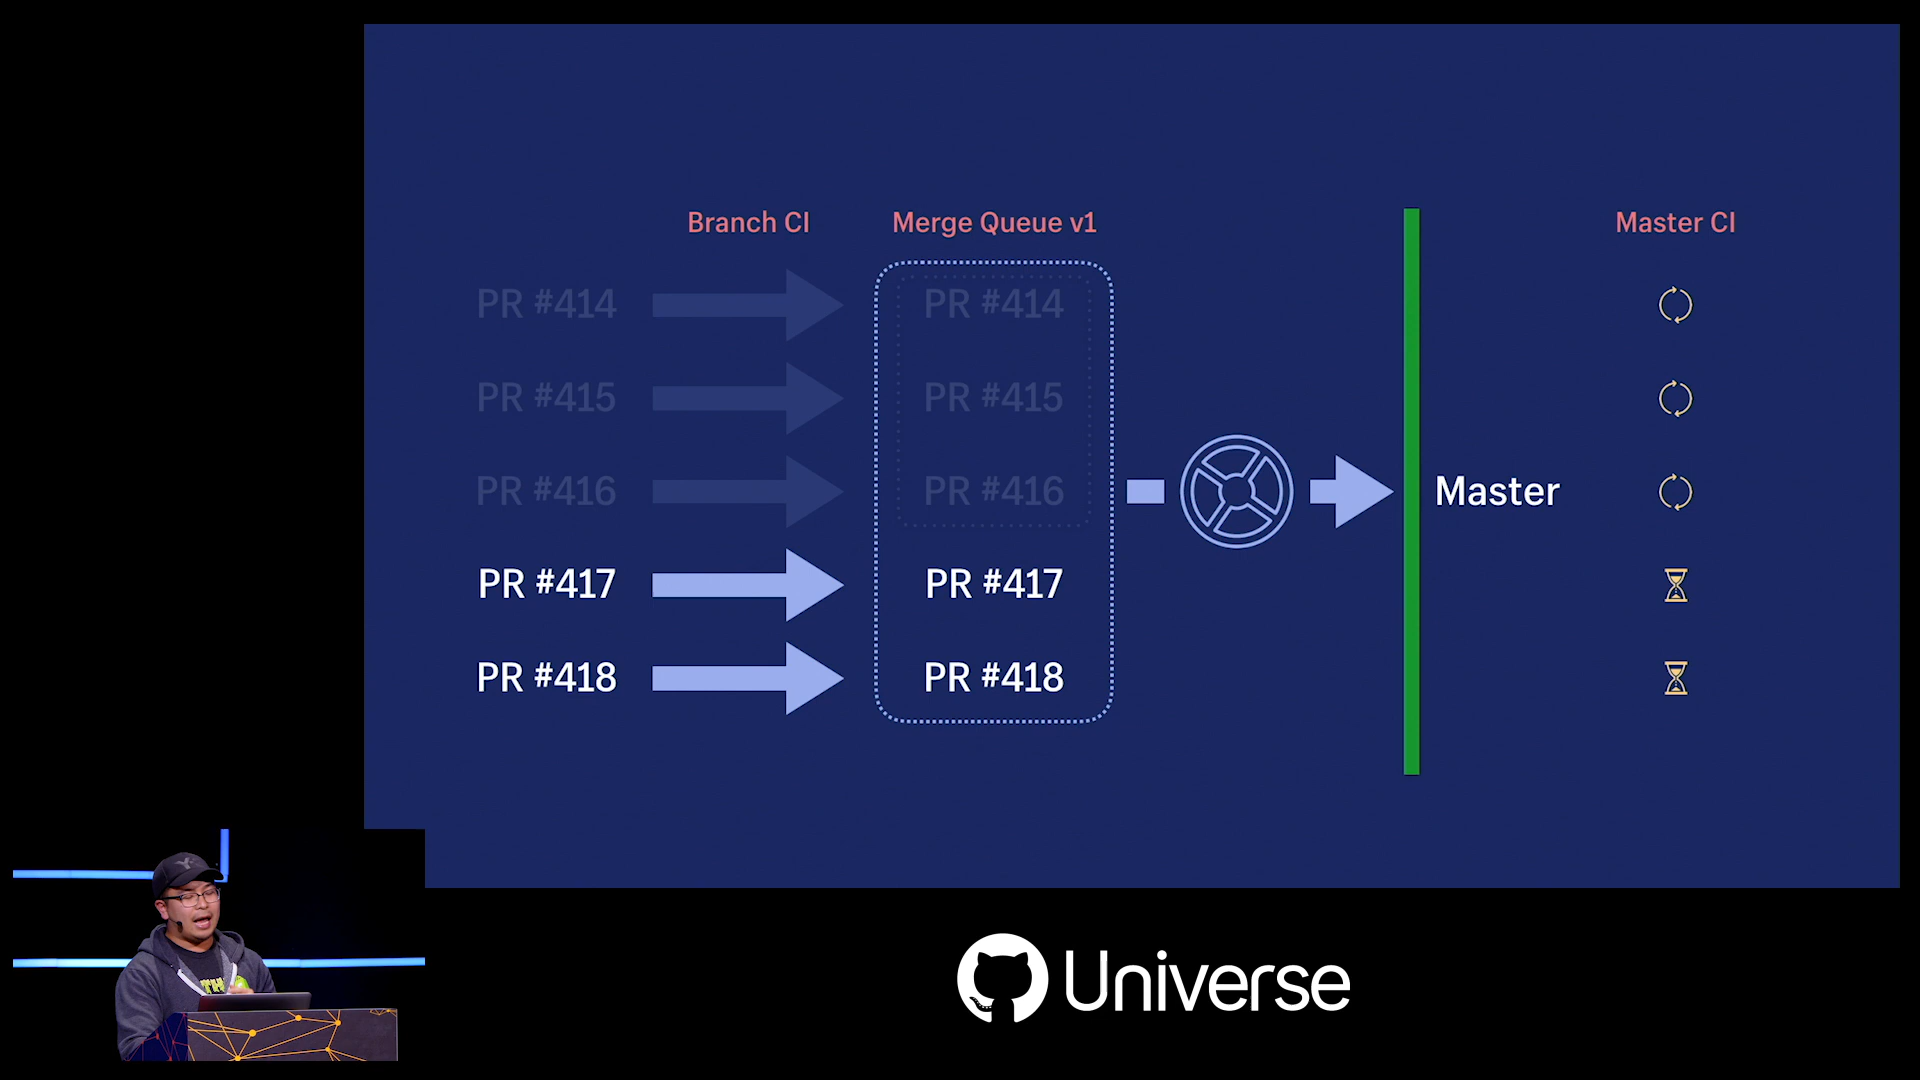 Branch CI
Merge Queue v1
Master CI
PR #414
PR #414
PR #415
PR #415
PR #416
PR #416
Master
PR #417
PR #417
PR #418
PR #418
TH
Universe